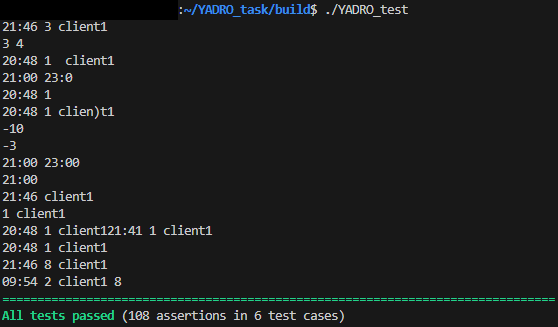 :~/YADRO_task/build$ ./YADRO_test
21:46 3 client1
3 4
20:48 1  client1
21:00 23:0
20:48 1
20:48 1 clien)t1
-10
-3
21:00 23:00
21:00
21:46 client1
1 client1
20:48 1 client121:41 1 client1
20:48 1 client1
21:46 8 client1
09:54 2 client1 8
===============================================================================
All tests passed (108 assertions in 6 test cases)